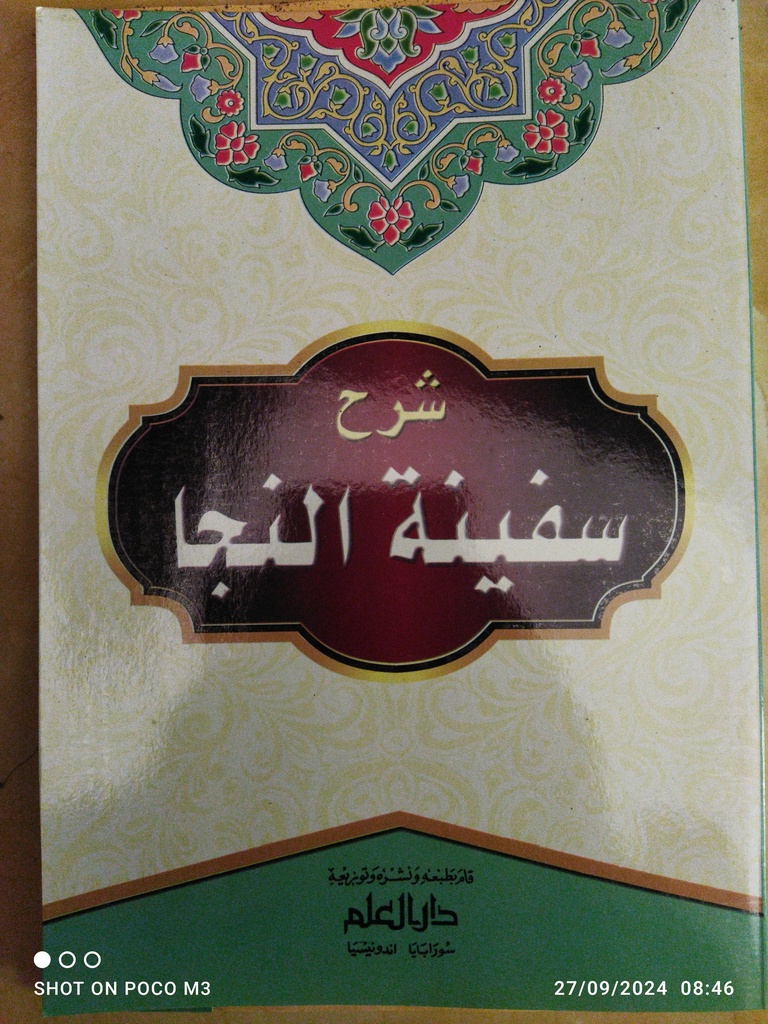 شرح
سفينة النجا
قام بطبعه ونشره وتوزيعه
دار العلم
سورابايا اندونيسيا
SHOT ON POCO M3
27/09/2024 08:46